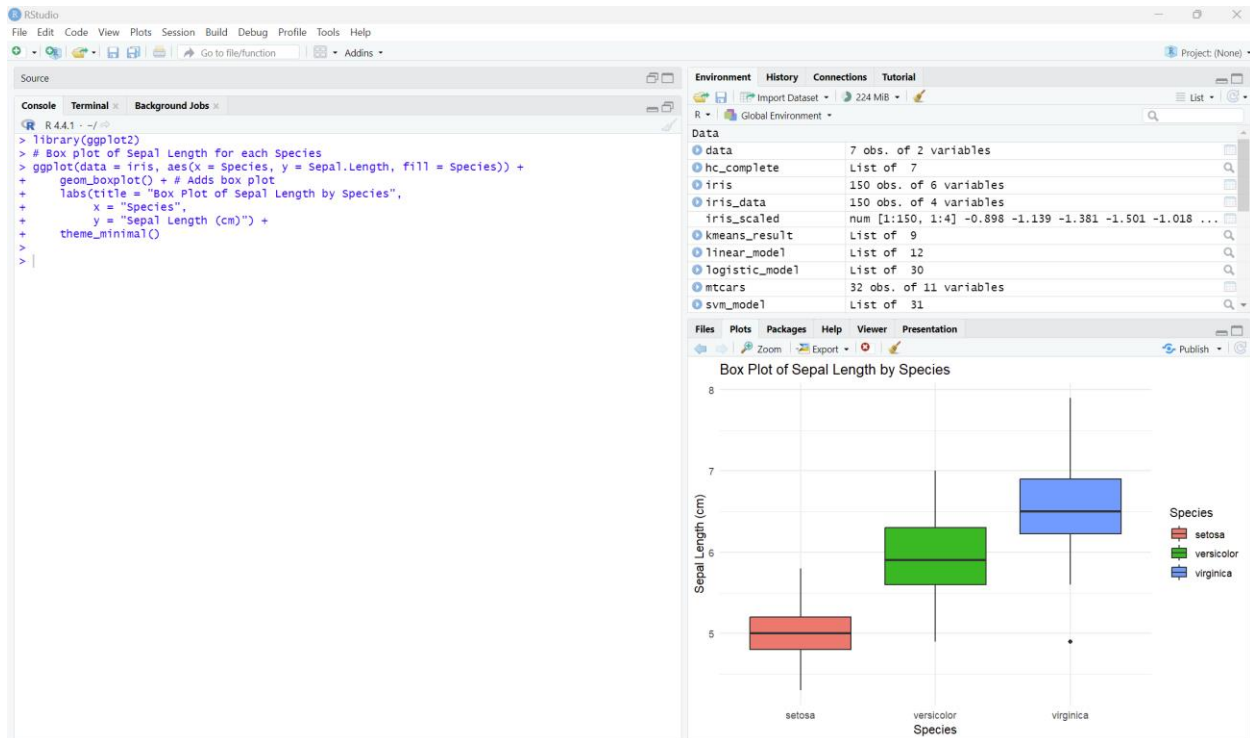 RStudio
File Edit Code View Plots Session Build Debug Profile Tools Help
Go to file/function Addins
Project: (None)
Source
Console Terminal Background Jobs
R 4.4.1 · ~/
> library(ggplot2)
> # Box plot of Sepal Length for each Species
> ggplot(data = iris, aes(x = Species, y = Sepal.Length, fill = Species)) +
+     geom_boxplot() + # Adds box plot
+     labs(title = "Box Plot of Sepal Length by Species",
+          x = "Species",
+          y = "Sepal Length (cm)") +
+     theme_minimal()
>
>
Environment History Connections Tutorial
Import Dataset 224 MiB List
R Global Environment
Data
data 7 obs. of 2 variables
hc_complete List of 7
iris 150 obs. of 6 variables
iris_data 150 obs. of 4 variables
iris_scaled num [1:150, 1:4] -0.898 -1.139 -1.381 -1.501 -1.018 ...
kmeans_result List of 9
linear_model List of 12
logistic_model List of 30
mtcars 32 obs. of 11 variables
svm_model List of 31
Files Plots Packages Help Viewer Presentation
Zoom Export Publish
Box Plot of Sepal Length by Species
8
7
6
5
Sepal Length (cm)
setosa versicolor virginica
Species
Species
setosa
versicolor
virginica